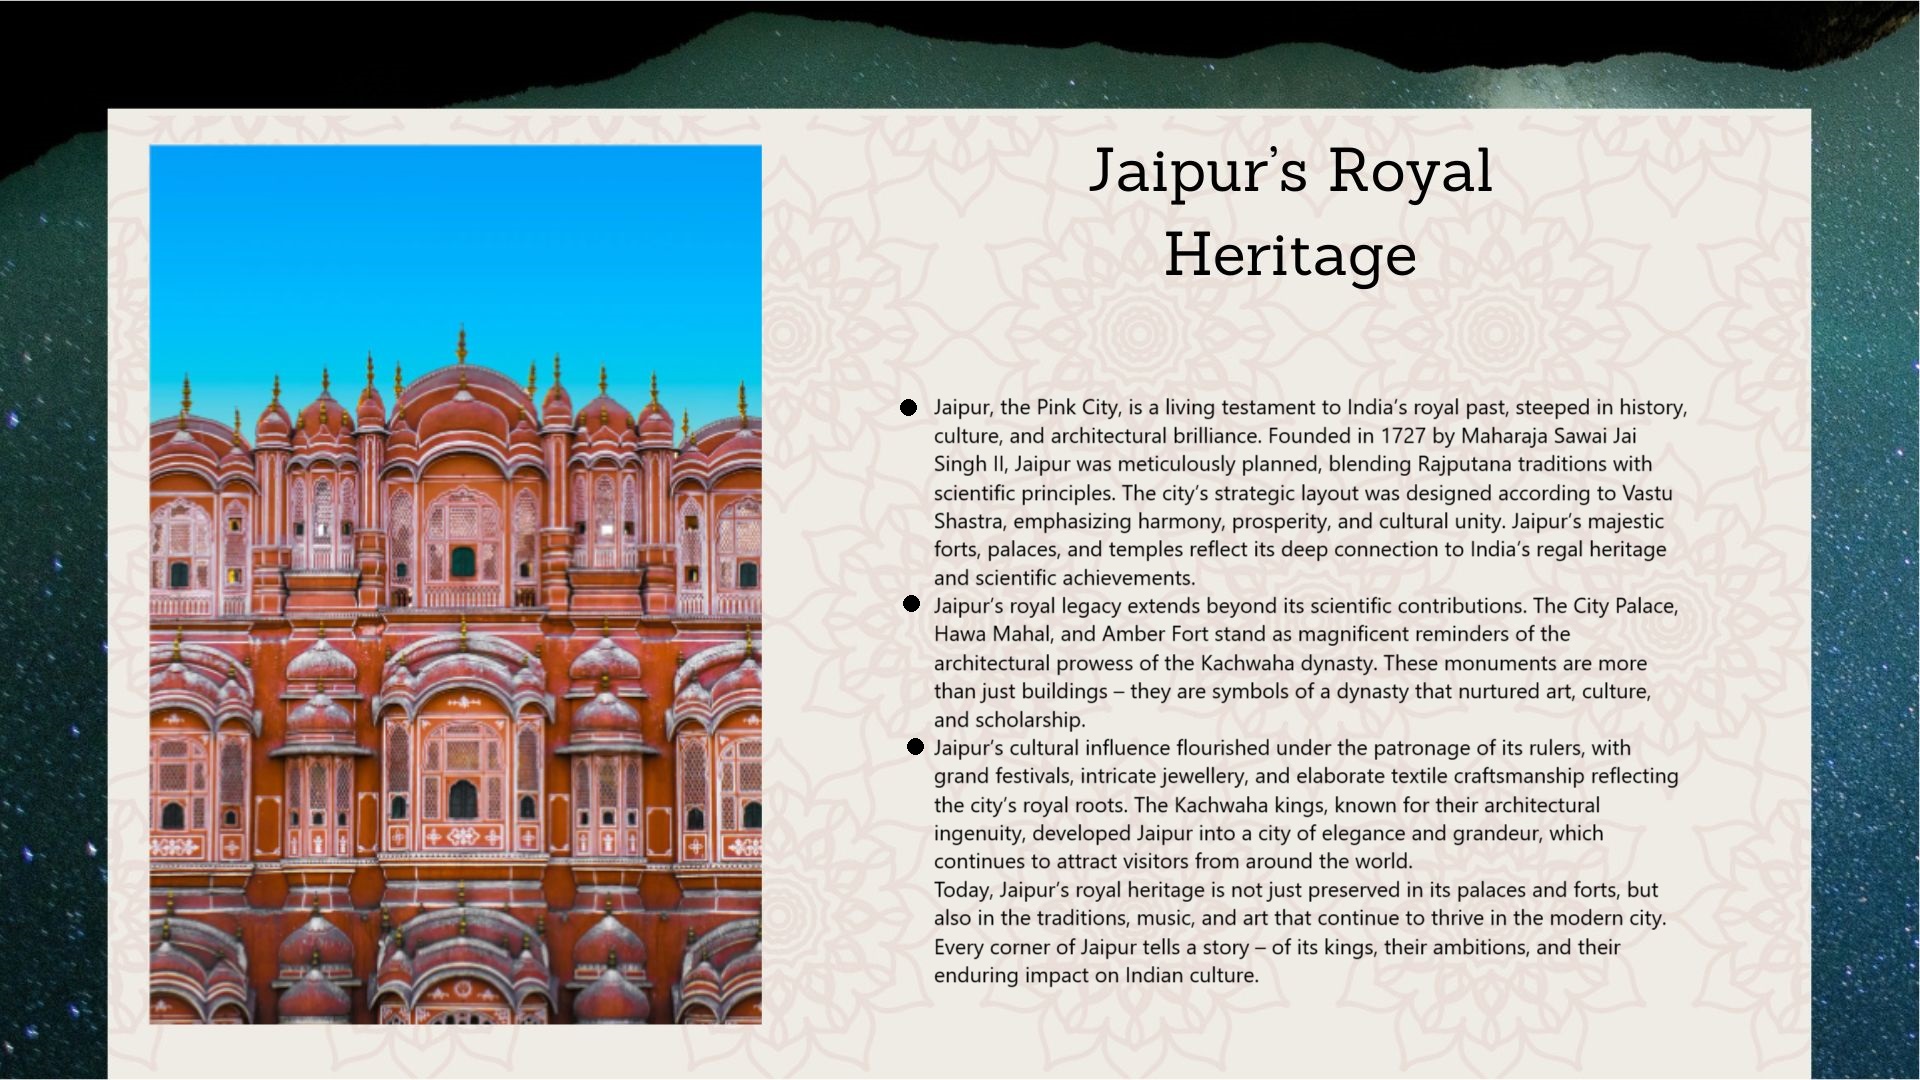 Jaipur’s Royal
Heritage
● Jaipur, the Pink City, is a living testament to India’s royal past, steeped in history,
culture, and architectural brilliance. Founded in 1727 by Maharaja Sawai Jai
Singh II, Jaipur was meticulously planned, blending Rajputana traditions with
scientific principles. The city’s strategic layout was designed according to Vastu
Shastra, emphasizing harmony, prosperity, and cultural unity. Jaipur’s majestic
forts, palaces, and temples reflect its deep connection to India’s regal heritage
and scientific achievements.
● Jaipur’s royal legacy extends beyond its scientific contributions. The City Palace,
Hawa Mahal, and Amber Fort stand as magnificent reminders of the
architectural prowess of the Kachwaha dynasty. These monuments are more
than just buildings – they are symbols of a dynasty that nurtured art, culture,
and scholarship.
● Jaipur’s cultural influence flourished under the patronage of its rulers, with
grand festivals, intricate jewellery, and elaborate textile craftsmanship reflecting
the city’s royal roots. The Kachwaha kings, known for their architectural
ingenuity, developed Jaipur into a city of elegance and grandeur, which
continues to attract visitors from around the world.
Today, Jaipur’s royal heritage is not just preserved in its palaces and forts, but
also in the traditions, music, and art that continue to thrive in the modern city.
Every corner of Jaipur tells a story – of its kings, their ambitions, and their
enduring impact on Indian culture.